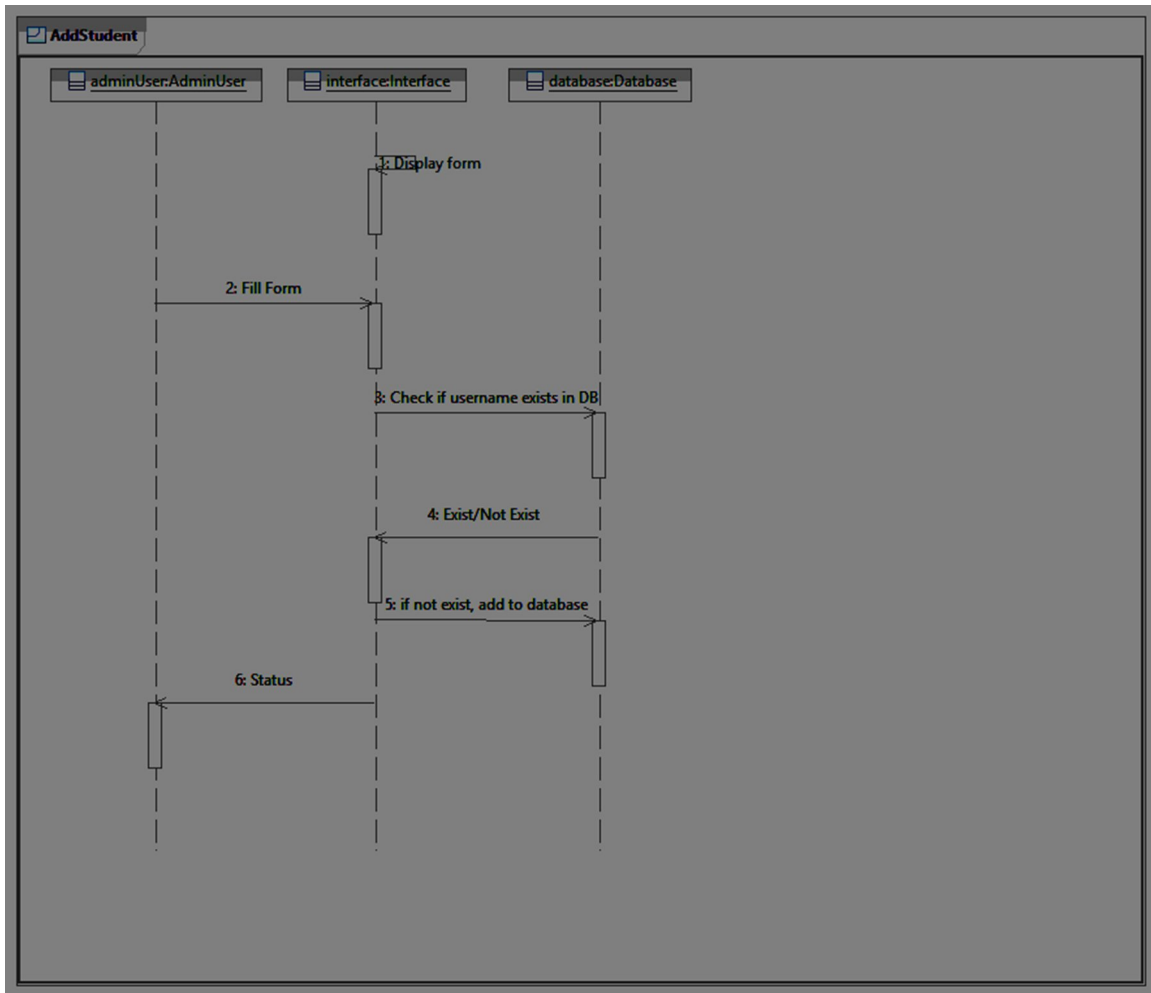 AddStudent
adminUser:AdminUser
interface:Interface
database:Database
1: Display form
2: Fill Form
3: Check if username exists in DB
4: Exist/Not Exist
5: if not exist, add to database
6: Status